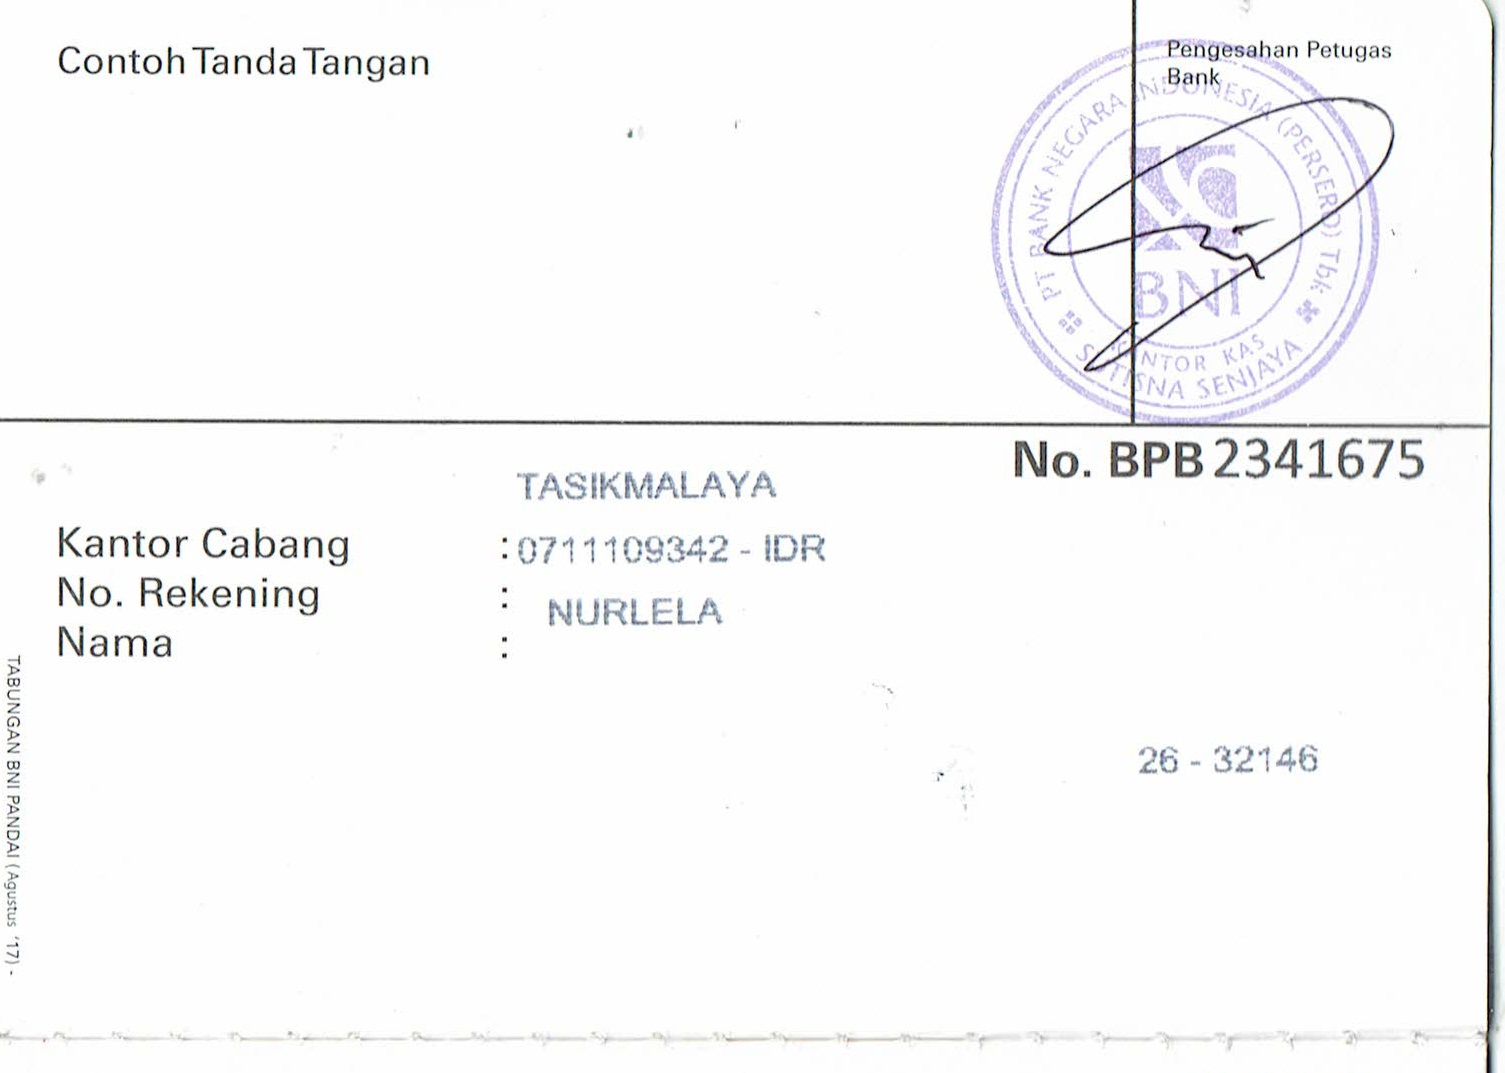 Contoh Tanda Tangan
Pengesahan Petugas
Bank
PT BANK NEGARA INDONESIA (PERSERO) Tbk
BNI
KANTOR KAS
SUTISNA SENJAYA
No. BPB 2341675
TASIKMALAYA
Kantor Cabang : 0711109342 - IDR
No. Rekening :
NURLELA
Nama :
26 - 32146
TABUNGAN BNI PANDAI (Agustus '17) -